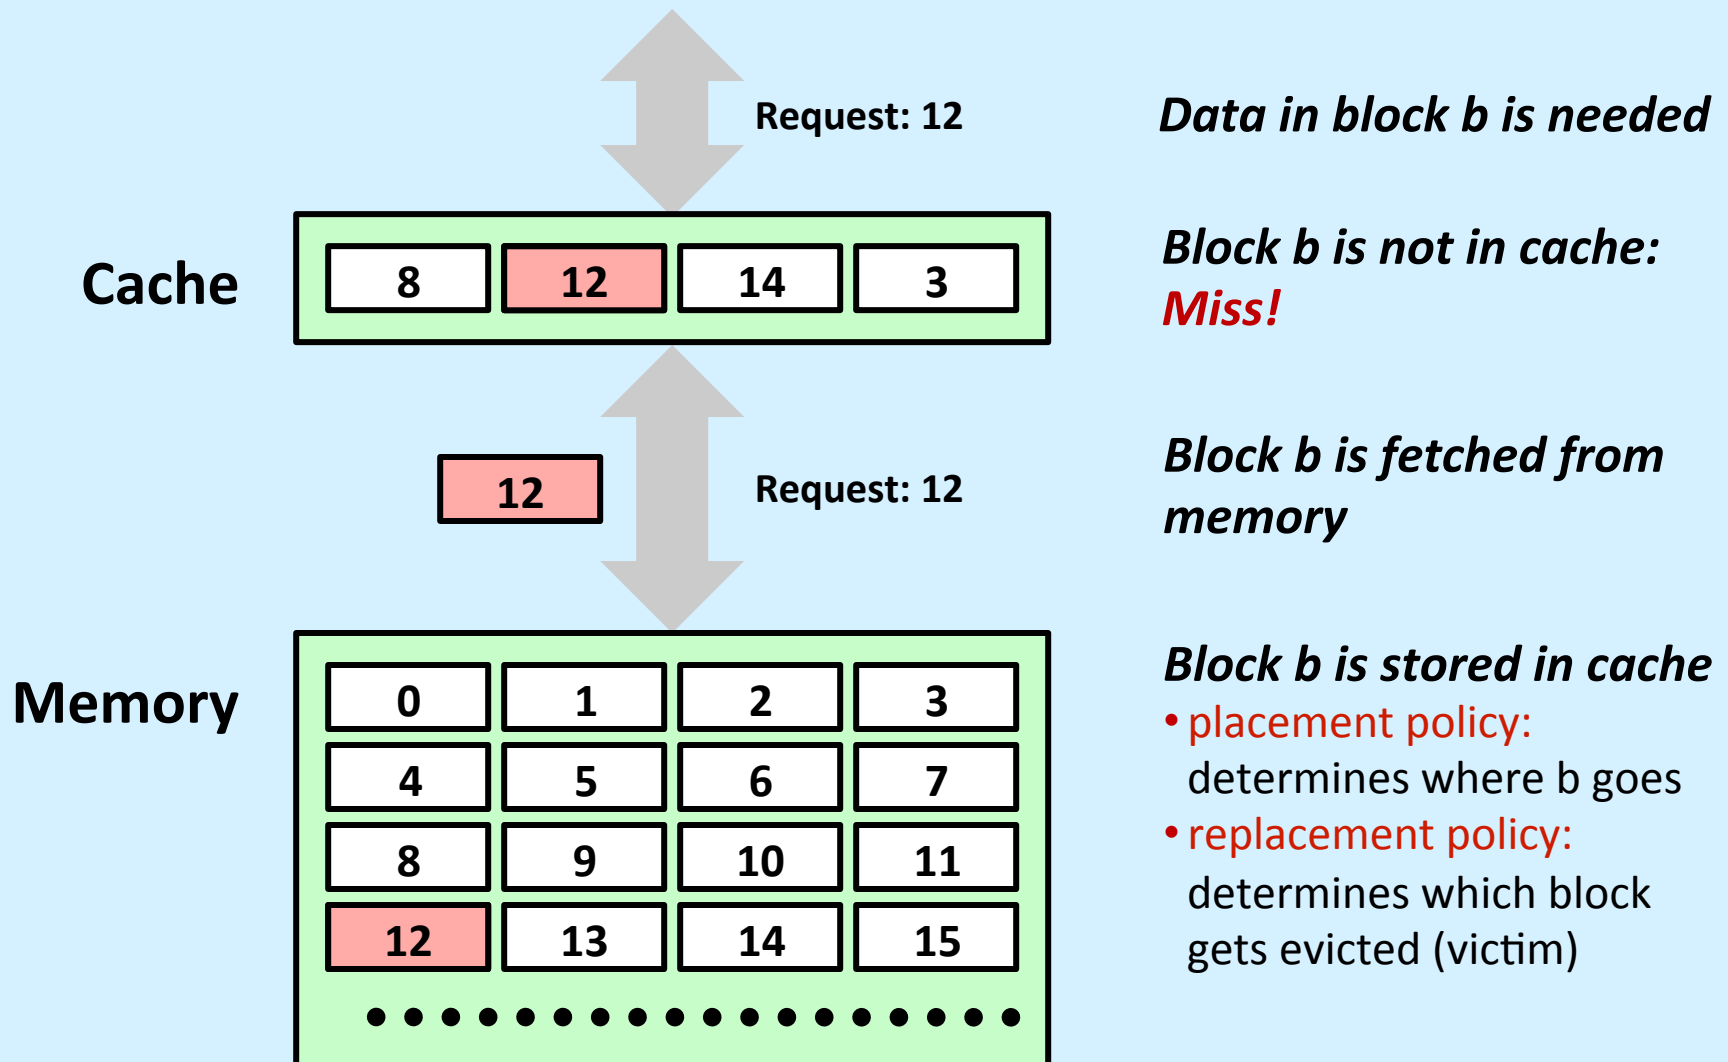 Request: 12
Data in block b is needed
Cache
8 12 14 3
Block b is not in cache:
Miss!
12
Request: 12
Block b is fetched from
memory
Memory
0 1 2 3
4 5 6 7
8 9 10 11
12 13 14 15
Block b is stored in cache
• placement policy:
determines where b goes
• replacement policy:
determines which block
gets evicted (victim)